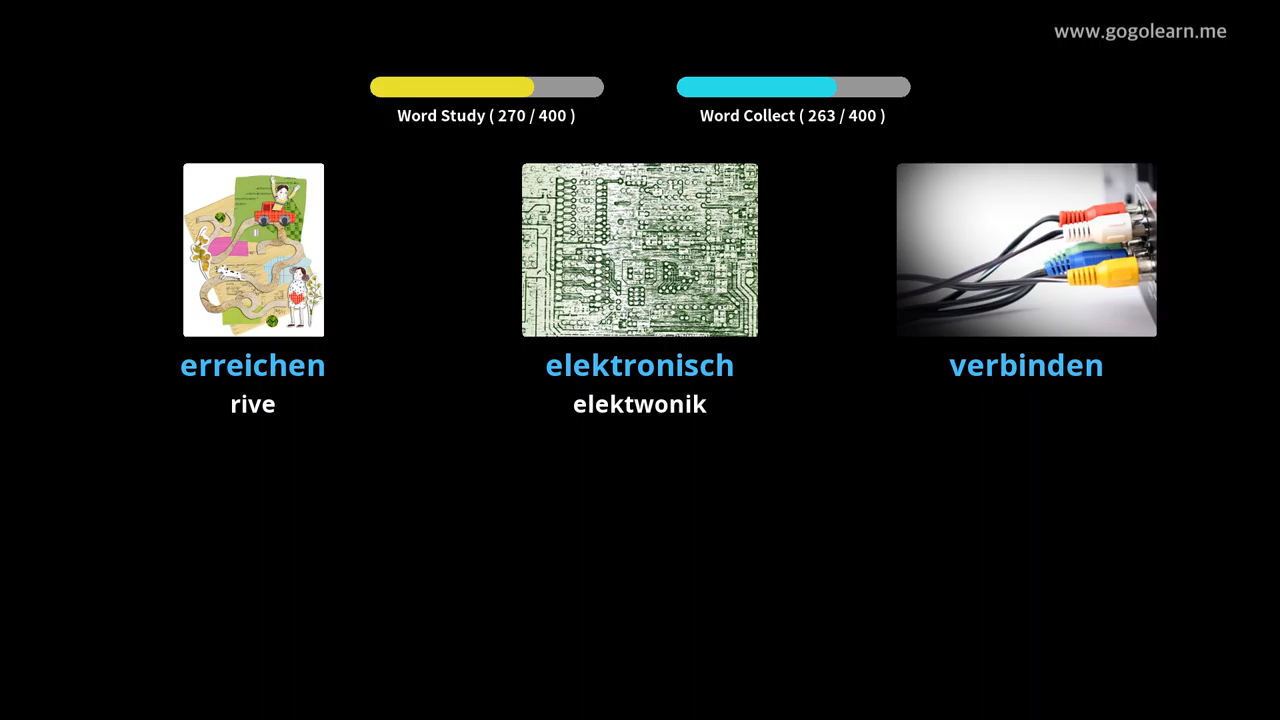 www.gogolearn.me
Word Study ( 270 / 400 )
Word Collect ( 263 / 400 )
erreichen
rive
elektronisch
elektwonik
verbinden